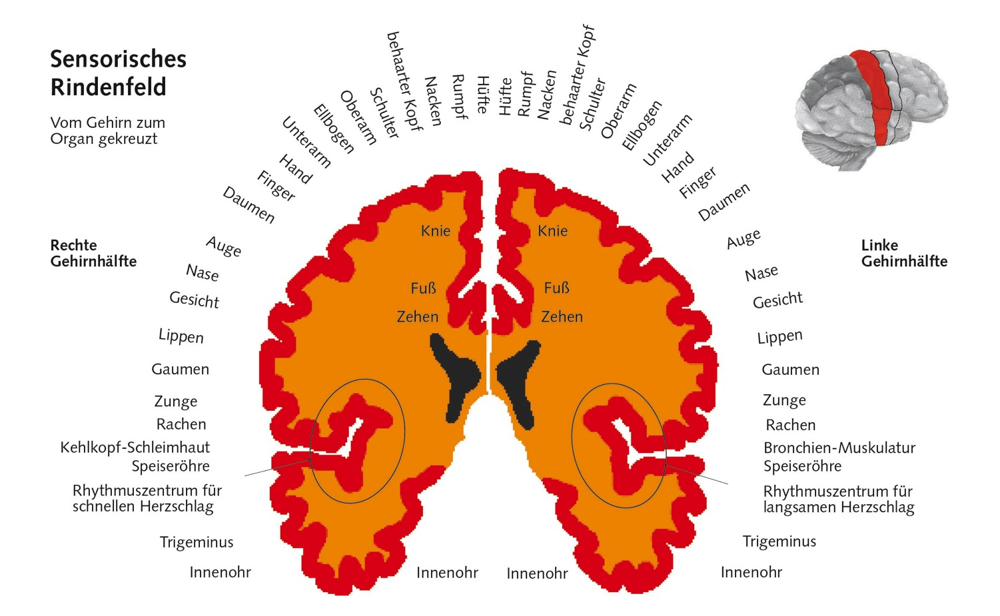 Sensorisches
Rindenfeld
Vom Gehirn zum
Organ gekreuzt
Rechte
Gehirnhälfte
Linke
Gehirnhälfte
Hüfte
Rumpf
Nacken
behaarter Kopf
Schulter
Oberarm
Ellbogen
Unterarm
Hand
Finger
Daumen
Auge
Nase
Gesicht
Lippen
Gaumen
Zunge
Rachen
Kehlkopf-Schleimhaut
Speiseröhre
Rhythmuszentrum für
schnellen Herzschlag
Trigeminus
Innenohr
Innenohr
Knie
Fuß
Zehen
Hüfte
Rumpf
Nacken
behaarter Kopf
Schulter
Oberarm
Ellbogen
Unterarm
Hand
Finger
Daumen
Auge
Nase
Gesicht
Lippen
Gaumen
Zunge
Rachen
Bronchien-Muskulatur
Speiseröhre
Rhythmuszentrum für
langsamen Herzschlag
Trigeminus
Innenohr
Innenohr
Knie
Fuß
Zehen